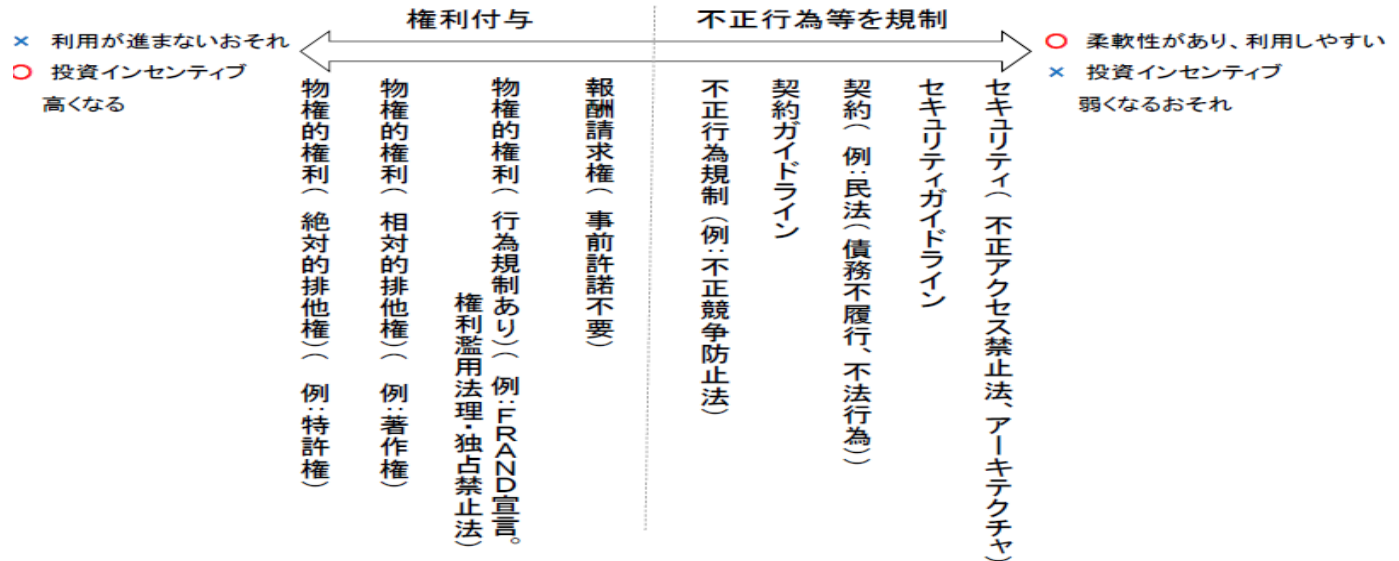 権利付与
不正行為等を規制
× 利用が進まないおそれ
○ 投資インセンティブ
高くなる
○ 柔軟性があり、利用しやすい
× 投資インセンティブ
弱くなるおそれ
物権的権利(絶対的排他権)(例:特許権)
物権的権利(相対的排他権)(例:著作権)
物権的権利(行為規制あり)(例:FRAND宣言。
権利濫用法理・独占禁止法)
報酬請求権(事前許諾不要)
不正行為規制(例:不正競争防止法)
契約ガイドライン
契約(例:民法(債務不履行、不法行為))
セキュリティガイドライン
セキュリティ(不正アクセス禁止法、アーキテクチャ)